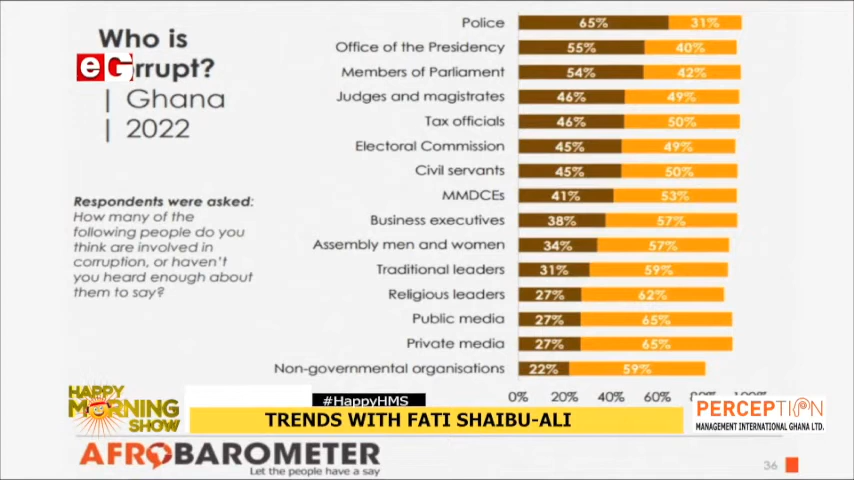 Who is
eG rrupt?
| Ghana
| 2022
Respondents were asked:
How many of the
following people do you
think are involved in
corruption, or haven't
you heard enough about
them to say?
Police 65% 31%
Office of the Presidency 55% 40%
Members of Parliament 54% 42%
Judges and magistrates 46% 49%
Tax officials 46% 50%
Electoral Commission 45% 49%
Civil servants 45% 50%
MMDCEs 41% 53%
Business executives 38% 57%
Assembly men and women 34% 57%
Traditional leaders 31% 59%
Religious leaders 27% 62%
Public media 27% 65%
Private media 27% 65%
Non-governmental organisations 22% 59%
0% 20% 40% 60% 80% 100%
HAPPY
MORNING
SHOW
#HappyHMS
TRENDS WITH FATI SHAIBU-ALI
PERCEPTION
MANAGEMENT INTERNATIONAL GHANA LTD.
AFROBAROMETER
Let the people have a say
36